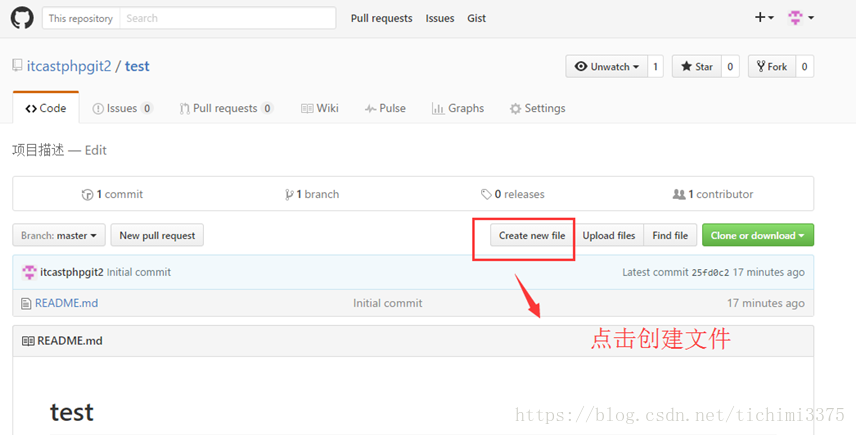 This repository Search Pull requests Issues Gist
itcastphpgit2 / test Unwatch 1 Star 0 Fork 0
Code Issues 0 Pull requests 0 Wiki Pulse Graphs Settings
项目描述 — Edit
1 commit 1 branch 0 releases 1 contributor
Branch: master New pull request Create new file Upload files Find file Clone or download
itcastphpgit2 Initial commit Latest commit 25fd0c2 17 minutes ago
README.md Initial commit 17 minutes ago
点击创建文件
README.md
test
https://blog.csdn.net/tichimi3375